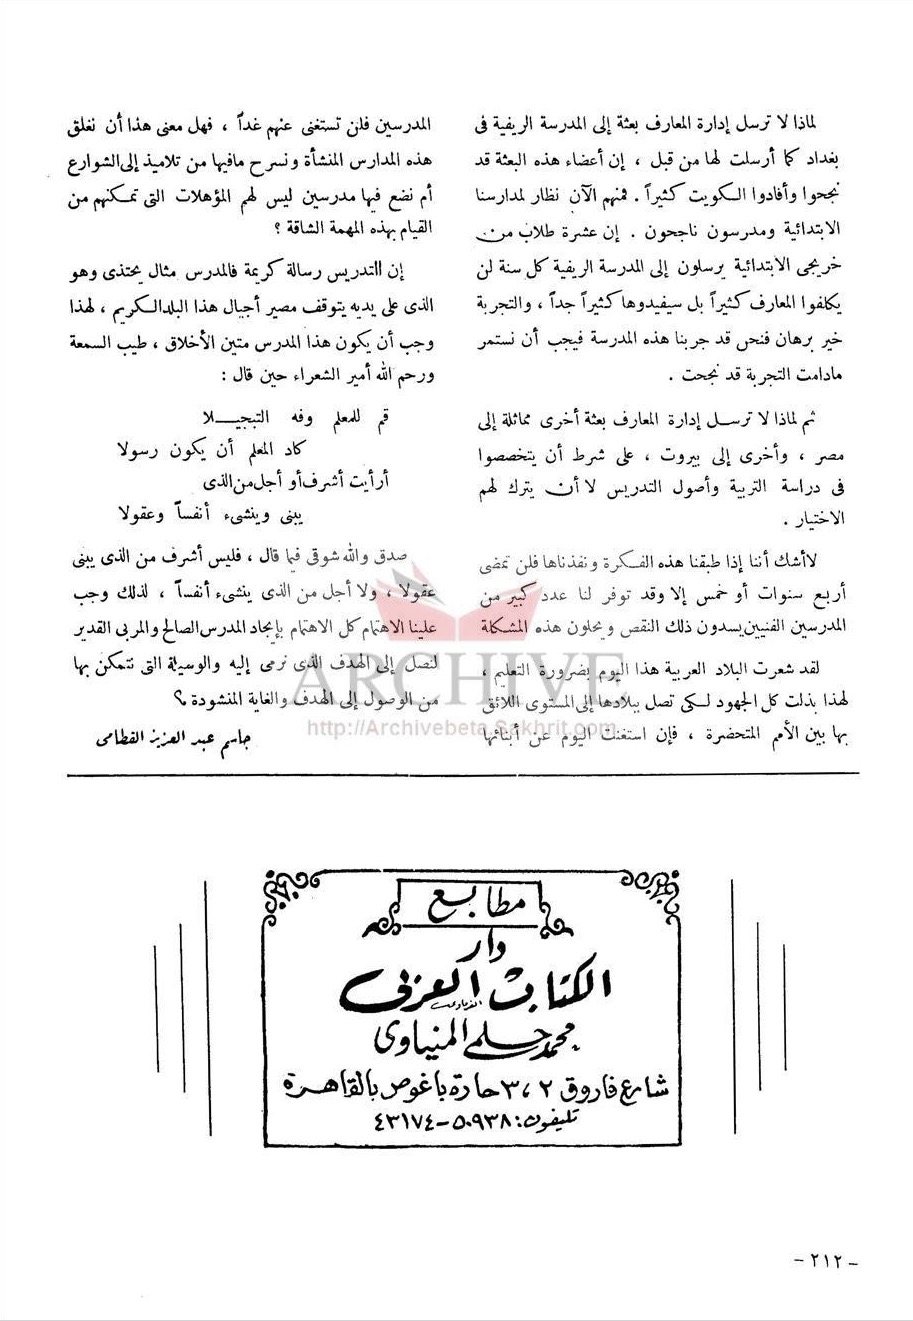 لماذا لا ترسل إدارة المعارف بعثة إلى المدرسة الريفية فى
بغداد كما أرسلت لها من قبل ، إن أعضاء هذه البعثة قد
نجحوا وأفادوا الكويت كثيراً . فمنهم الآن نظار لمدارسنا
الابتدائية ومدرسون ناجحون . إن عشرة طلاب من
خريجى الابتدائية يرسلون إلى المدرسة الريفية كل سنة لن
يكلفوا المعارف كثيراً بل سيفيدوها كثيراً جداً ، والتجربة
خير برهان فنحن قد جربنا هذه المدرسة فيجب أن نستمر
مادامت التجربة قد نجحت .
ثم لماذا لا ترسل إدارة المعارف بعثة أخرى مماثلة إلى
مصر ، وأخرى إلى بيروت ، على شرط أن يتخصصوا
فى دراسة التربية وأصول التدريس لا أن يترك لهم
الاختيار .
لاأشك أننا إذا طبقنا هذه الفكرة ونفذناها فلن تمضى
أربع سنوات أو خمس إلا وقد توفر لنا عدد كبير من
المدرسين الفنيين يسدون ذلك النقص ويحلون هذه المشكلة
لقد شعرت البلاد العربية هذا اليوم بضرورة التعليم ،
لهذا بذلت كل الجهود لكى تصل ببلادها إلى المستوى اللائق
بها بين الأمم المتحضرة ، فإن استغنت اليوم عن أبنائها
المدرسين فلن تستغنى عنهم غداً ، فهل معنى هذا أن نغلق
هذه المدارس المنشأة ونسرح مافيها من تلاميذ إلى الشوارع
أم نضع فيها مدرسين ليس لهم المؤهلات التى تمكنهم من
القيام بهذه المهمة الشاقة ؟
إن التدريس رسالة كريمة فالمدرس مثال يحتذى وهو
الذى على يديه يتوقف مصير أجيال هذا البلد الكريم ، لهذا
وجب أن يكون هذا المدرس متين الأخلاق ، طيب السمعة
ورحم الله أمير الشعراء حين قال :
قم للمعلم وفه التبجيلا
كاد المعلم أن يكون رسولا
أرأيت أشرف أو أجل من الذى
يبنى وينشىء أنفساً وعقولا
صدق والله شوقى فيما قال ، فليس أشرف من الذى يبنى
عقولا ، ولا أجل من الذى ينشىء أنفساً ، لذلك وجب
علينا الاهتمام كل الاهتمام بإيجاد المدرس الصالح والمربى القدير
لنصل إلى الهدف الذى نرمى إليه والوسيلة التى نتمكن بها
من الوصول إلى الهدف والغاية المنشودة ؟
جاسم عبد العزيز القطامى
ARCHIVE
http://Archivebeta.Sakhrit.com
مطابع
دار
الكتاب العربى
محمد حلمى المنياوى
شارع فاروق ٢ ، ٣ حارة باغوص بالقاهرة
تليفون : ٥٠٩٣٨ - ٤٣١٧٤
- ٢١٢ -